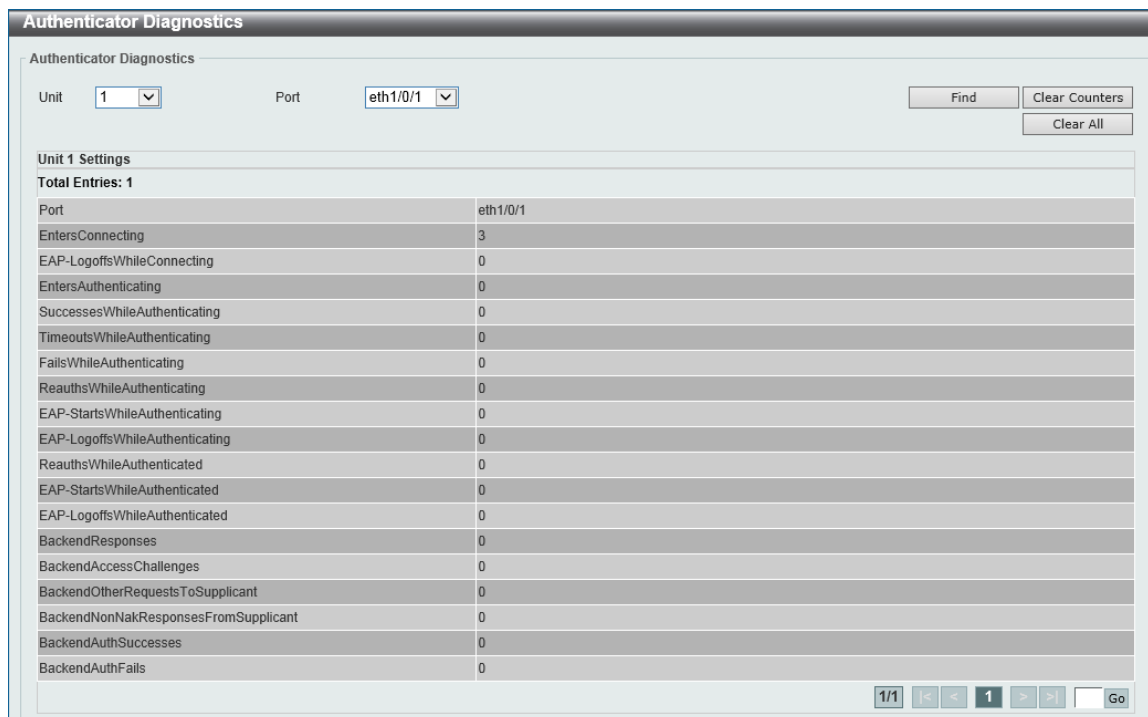 Authenticator Diagnostics
Authenticator Diagnostics
Unit 1 Port eth1/0/1 Find Clear Counters
Clear All
Unit 1 Settings
Total Entries: 1
Port eth1/0/1
EntersConnecting 3
EAP-LogoffsWhileConnecting 0
EntersAuthenticating 0
SuccessesWhileAuthenticating 0
TimeoutsWhileAuthenticating 0
FailsWhileAuthenticating 0
ReauthsWhileAuthenticating 0
EAP-StartsWhileAuthenticating 0
EAP-LogoffsWhileAuthenticating 0
ReauthsWhileAuthenticated 0
EAP-StartsWhileAuthenticated 0
EAP-LogoffsWhileAuthenticated 0
BackendResponses 0
BackendAccessChallenges 0
BackendOtherRequestsToSupplicant 0
BackendNonNakResponsesFromSupplicant 0
BackendAuthSuccesses 0
BackendAuthFails 0
1/1 |< < 1 > >| Go